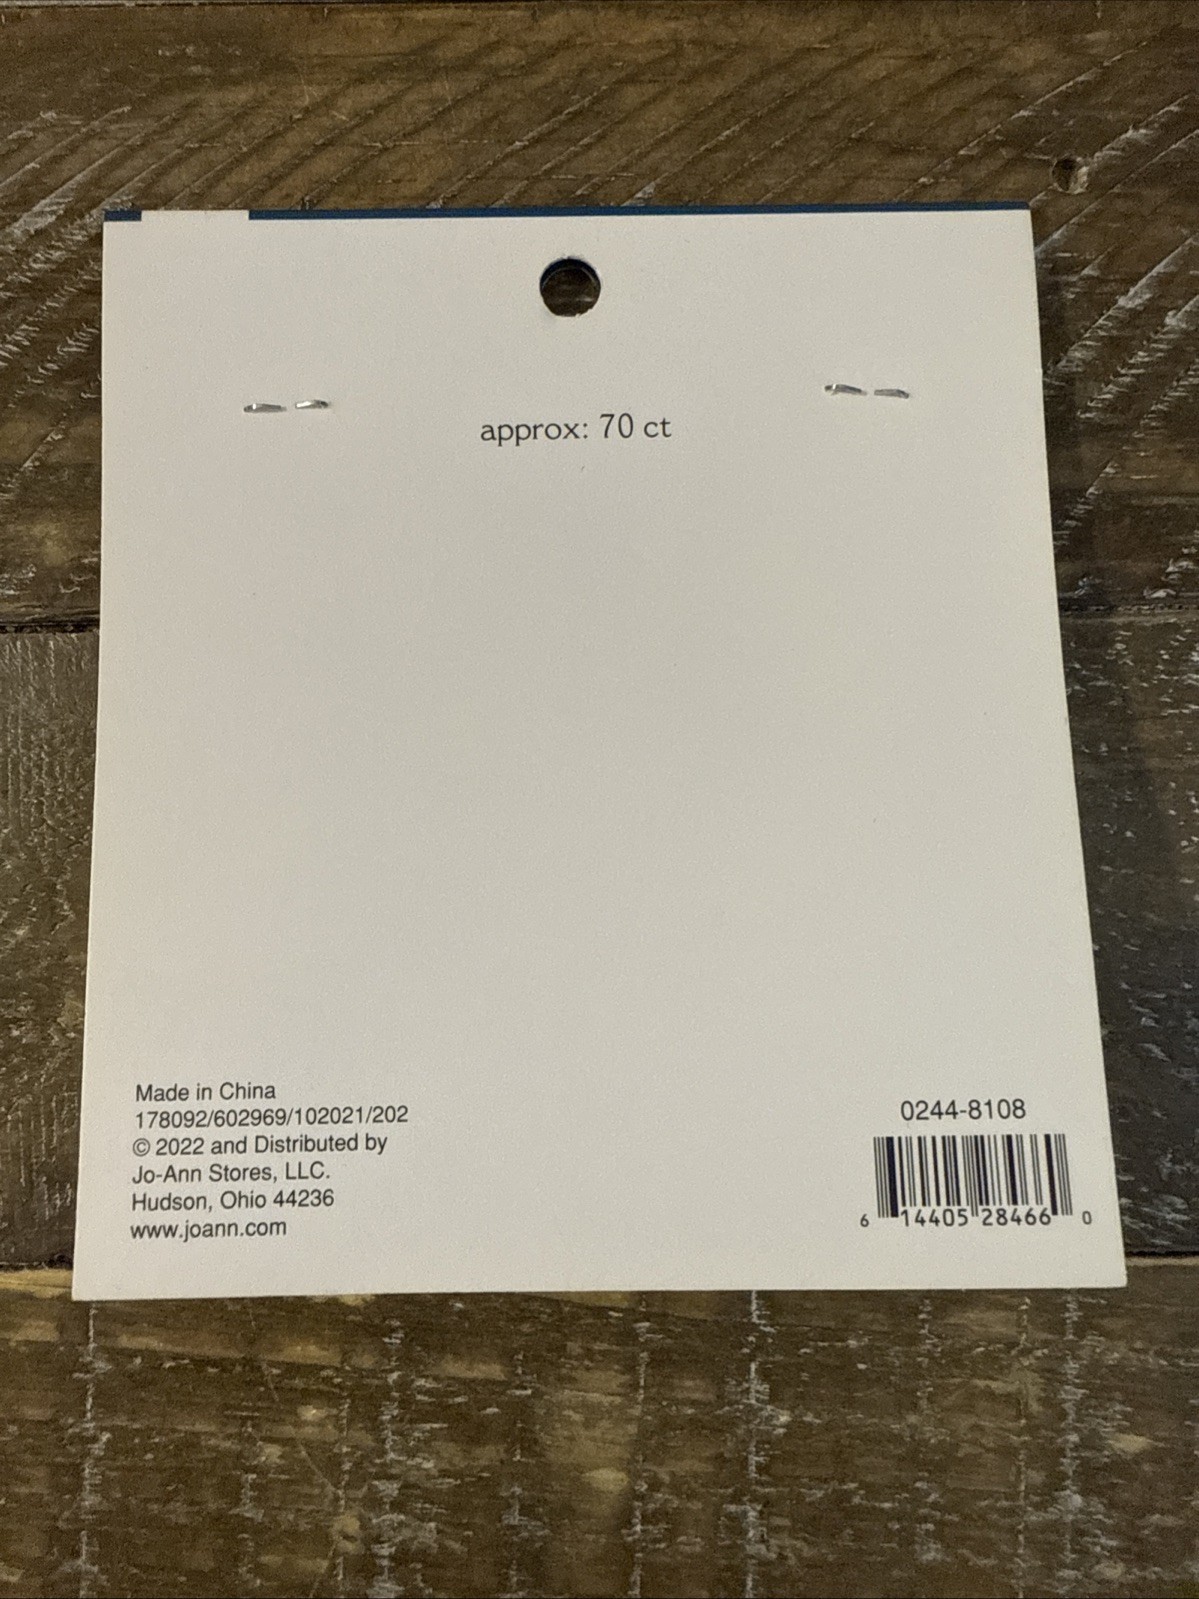 approx: 70 ct
Made in China
178092/602969/102021/202
© 2022 and Distributed by
Jo-Ann Stores, LLC.
Hudson, Ohio 44236
www.joann.com
0244-8108
6 14405 28466 0